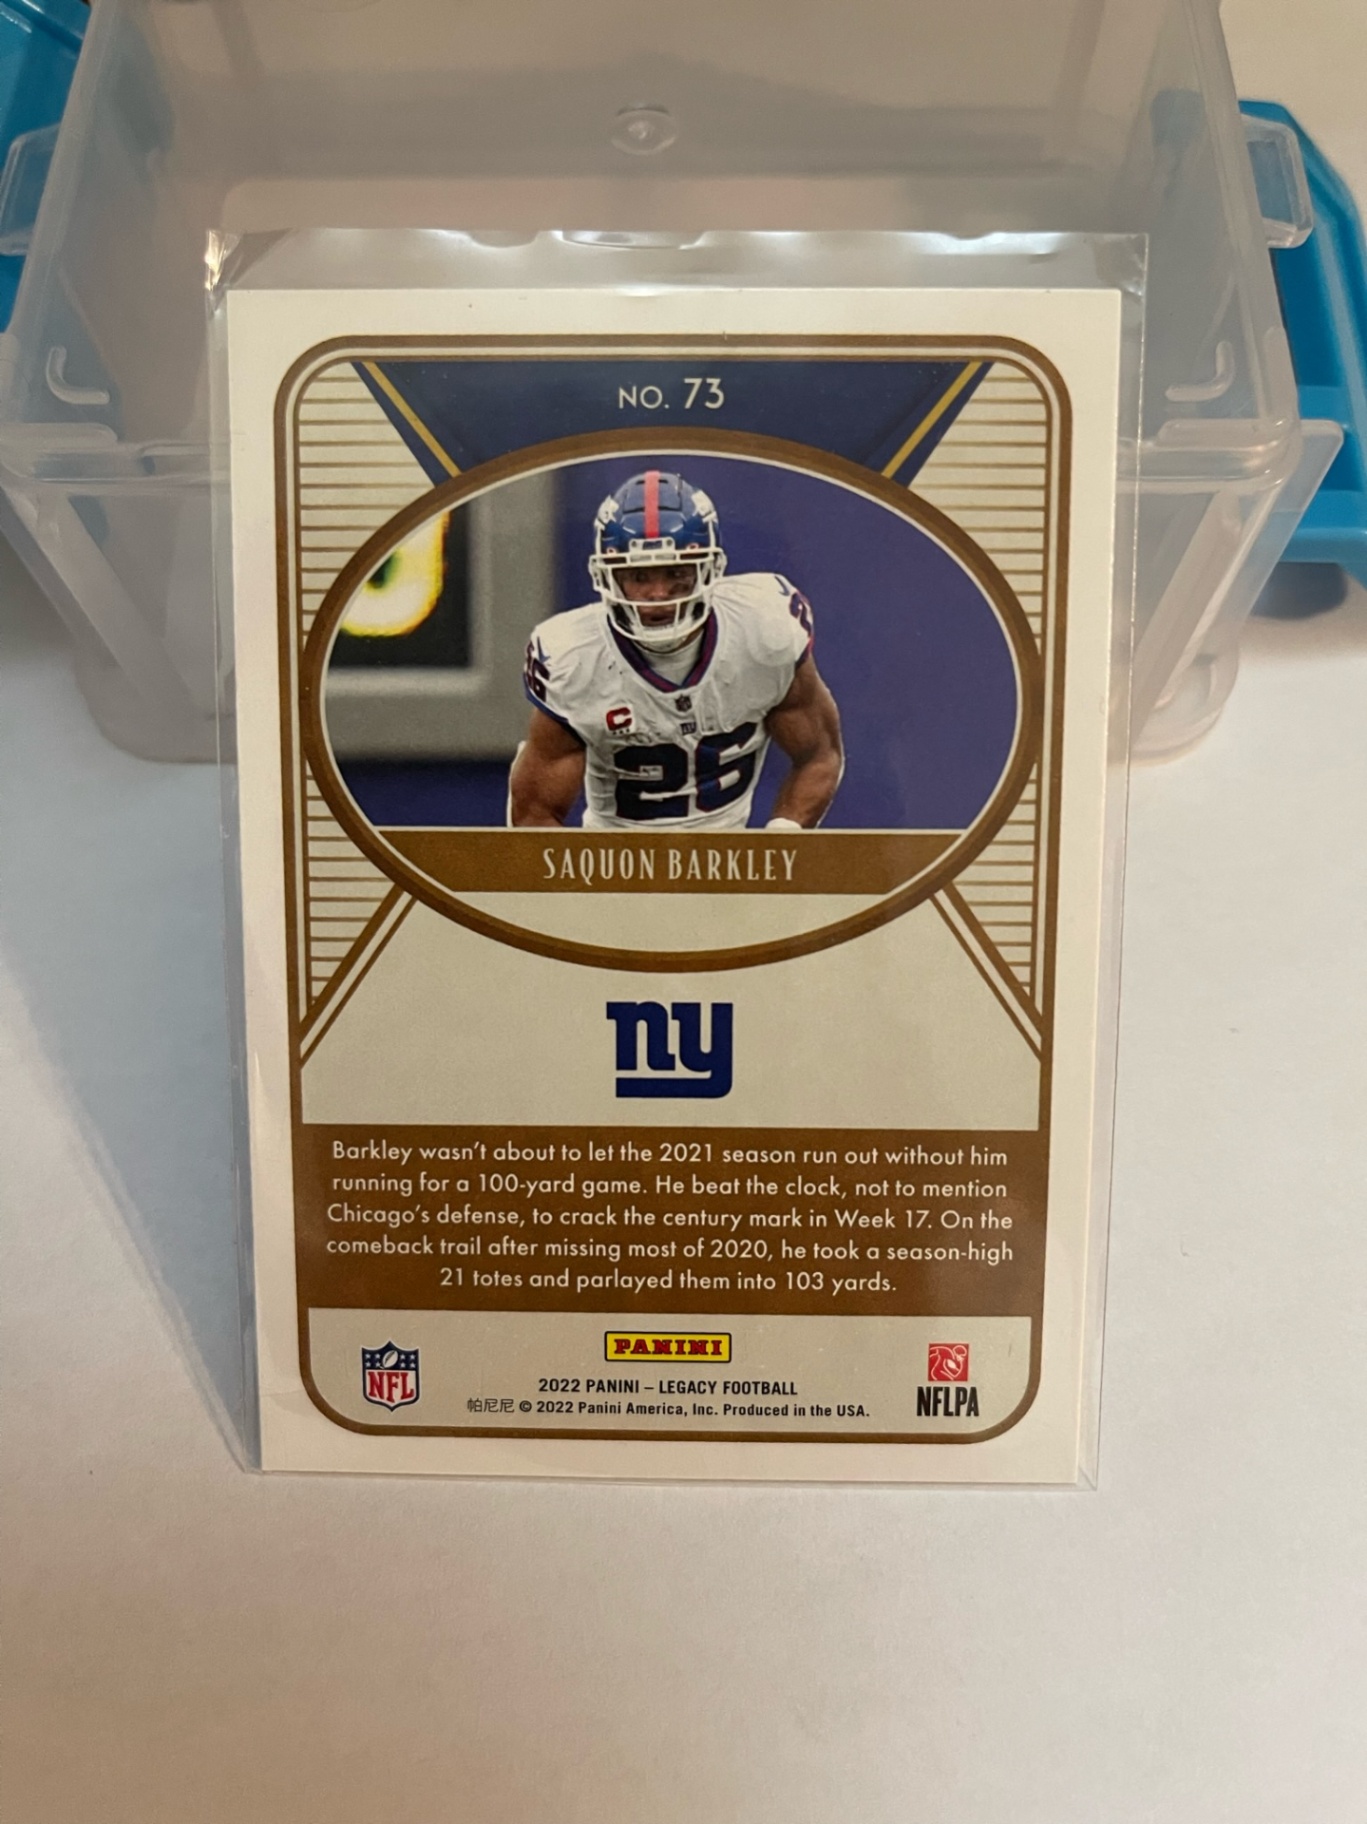 NO. 73
26
26
C
ny
26
SAQUON BARKLEY
ny
Barkley wasn't about to let the 2021 season run out without him
running for a 100-yard game. He beat the clock, not to mention
Chicago's defense, to crack the century mark in Week 17. On the
comeback trail after missing most of 2020, he took a season-high
21 totes and parlayed them into 103 yards.
PANINI
NFL
2022 PANINI – LEGACY FOOTBALL
帕尼尼 © 2022 Panini America, Inc. Produced in the USA.
NFLPA